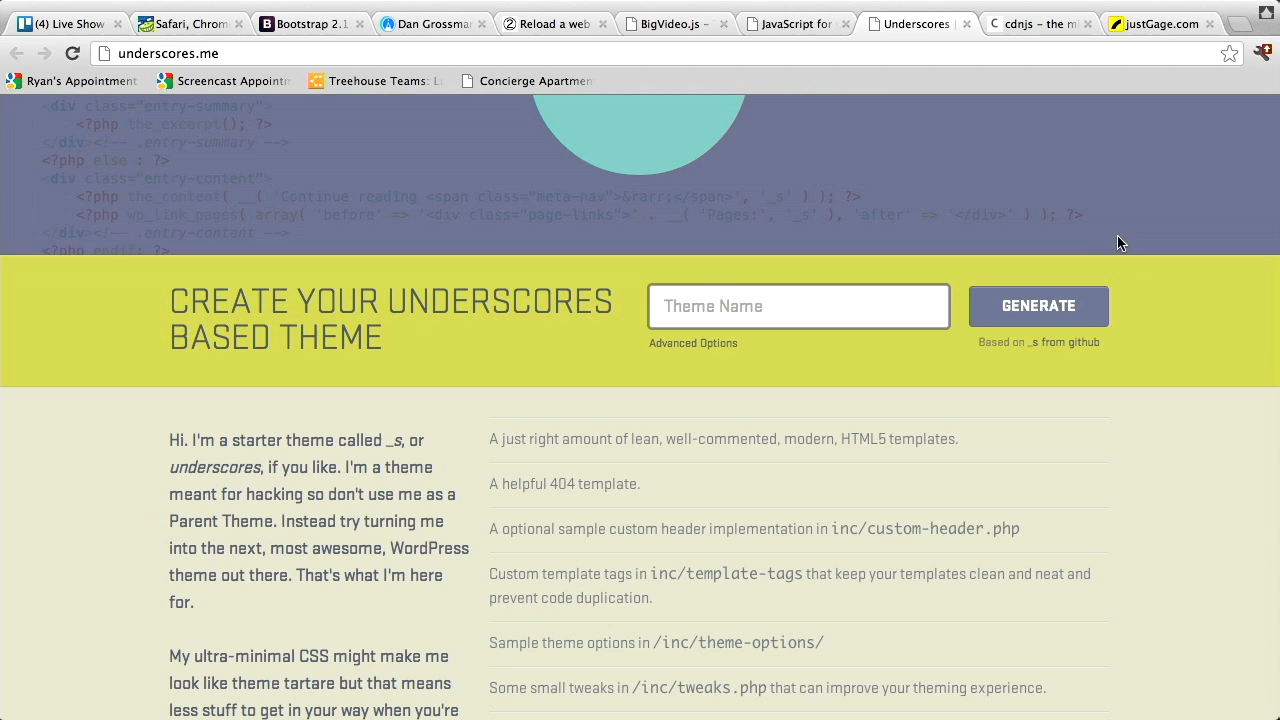 (4) Live Show
Safari, Chrom
Bootstrap 2.1
Dan Grossma
Reload a web
BigVideo.js -
JavaScript for
Underscores
cdnjs – the m
justGage.com
underscores.me
Ryan's Appointment
Screencast Appointm
Treehouse Teams: L
Concierge Apartmen
<div class="entry-summary">
<?php the_excerpt(); ?>
</div><!-- .entry-summary -->
<?php else : ?>
<div class="entry-content">
<?php the_content( __( 'Continue reading <span class="meta-nav">&rarr;</span>', '_s' ) ); ?>
<?php wp_link_pages( array( 'before' => '<div class="page-links">' . __( 'Pages:', '_s' ), 'after' => '</div>' ) ); ?>
</div><!-- .entry-content -->
<?php endif; ?>
CREATE YOUR UNDERSCORES
BASED THEME
Theme Name
GENERATE
Advanced Options
Based on _s from github
Hi. I'm a starter theme called _s, or
underscores, if you like. I'm a theme
meant for hacking so don't use me as a
Parent Theme. Instead try turning me
into the next, most awesome, WordPress
theme out there. That's what I'm here
for.
My ultra-minimal CSS might make me
look like theme tartare but that means
less stuff to get in your way when you're
A just right amount of lean, well-commented, modern, HTML5 templates.
A helpful 404 template.
A optional sample custom header implementation in inc/custom-header.php
Custom template tags in inc/template-tags that keep your templates clean and neat and
prevent code duplication.
Sample theme options in /inc/theme-options/
Some small tweaks in /inc/tweaks.php that can improve your theming experience.